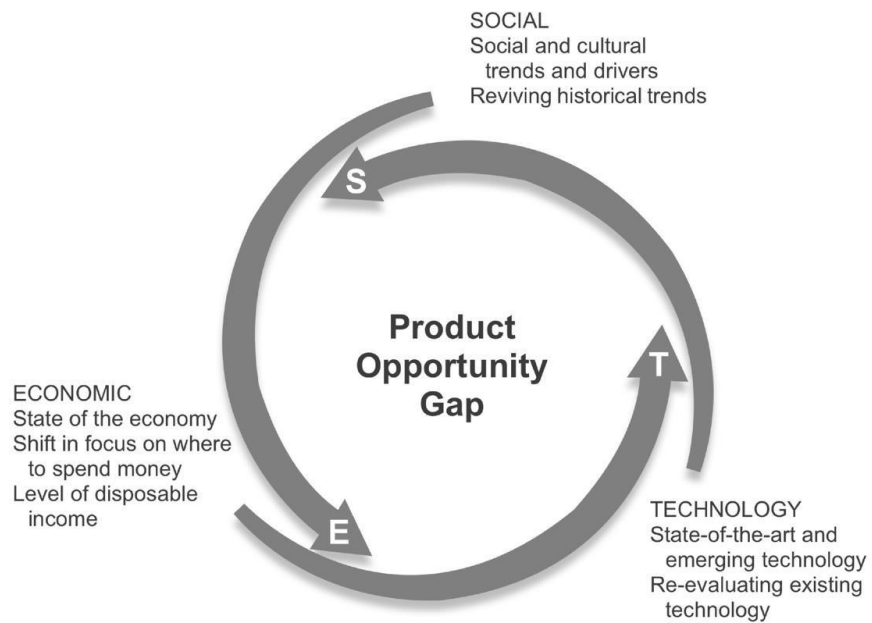 SOCIAL
Social and cultural
trends and drivers
Reviving historical trends
S
Product
Opportunity
Gap
T
ECONOMIC
State of the economy
Shift in focus on where
to spend money
Level of disposable
income
E
TECHNOLOGY
State-of-the-art and
emerging technology
Re-evaluating existing
technology